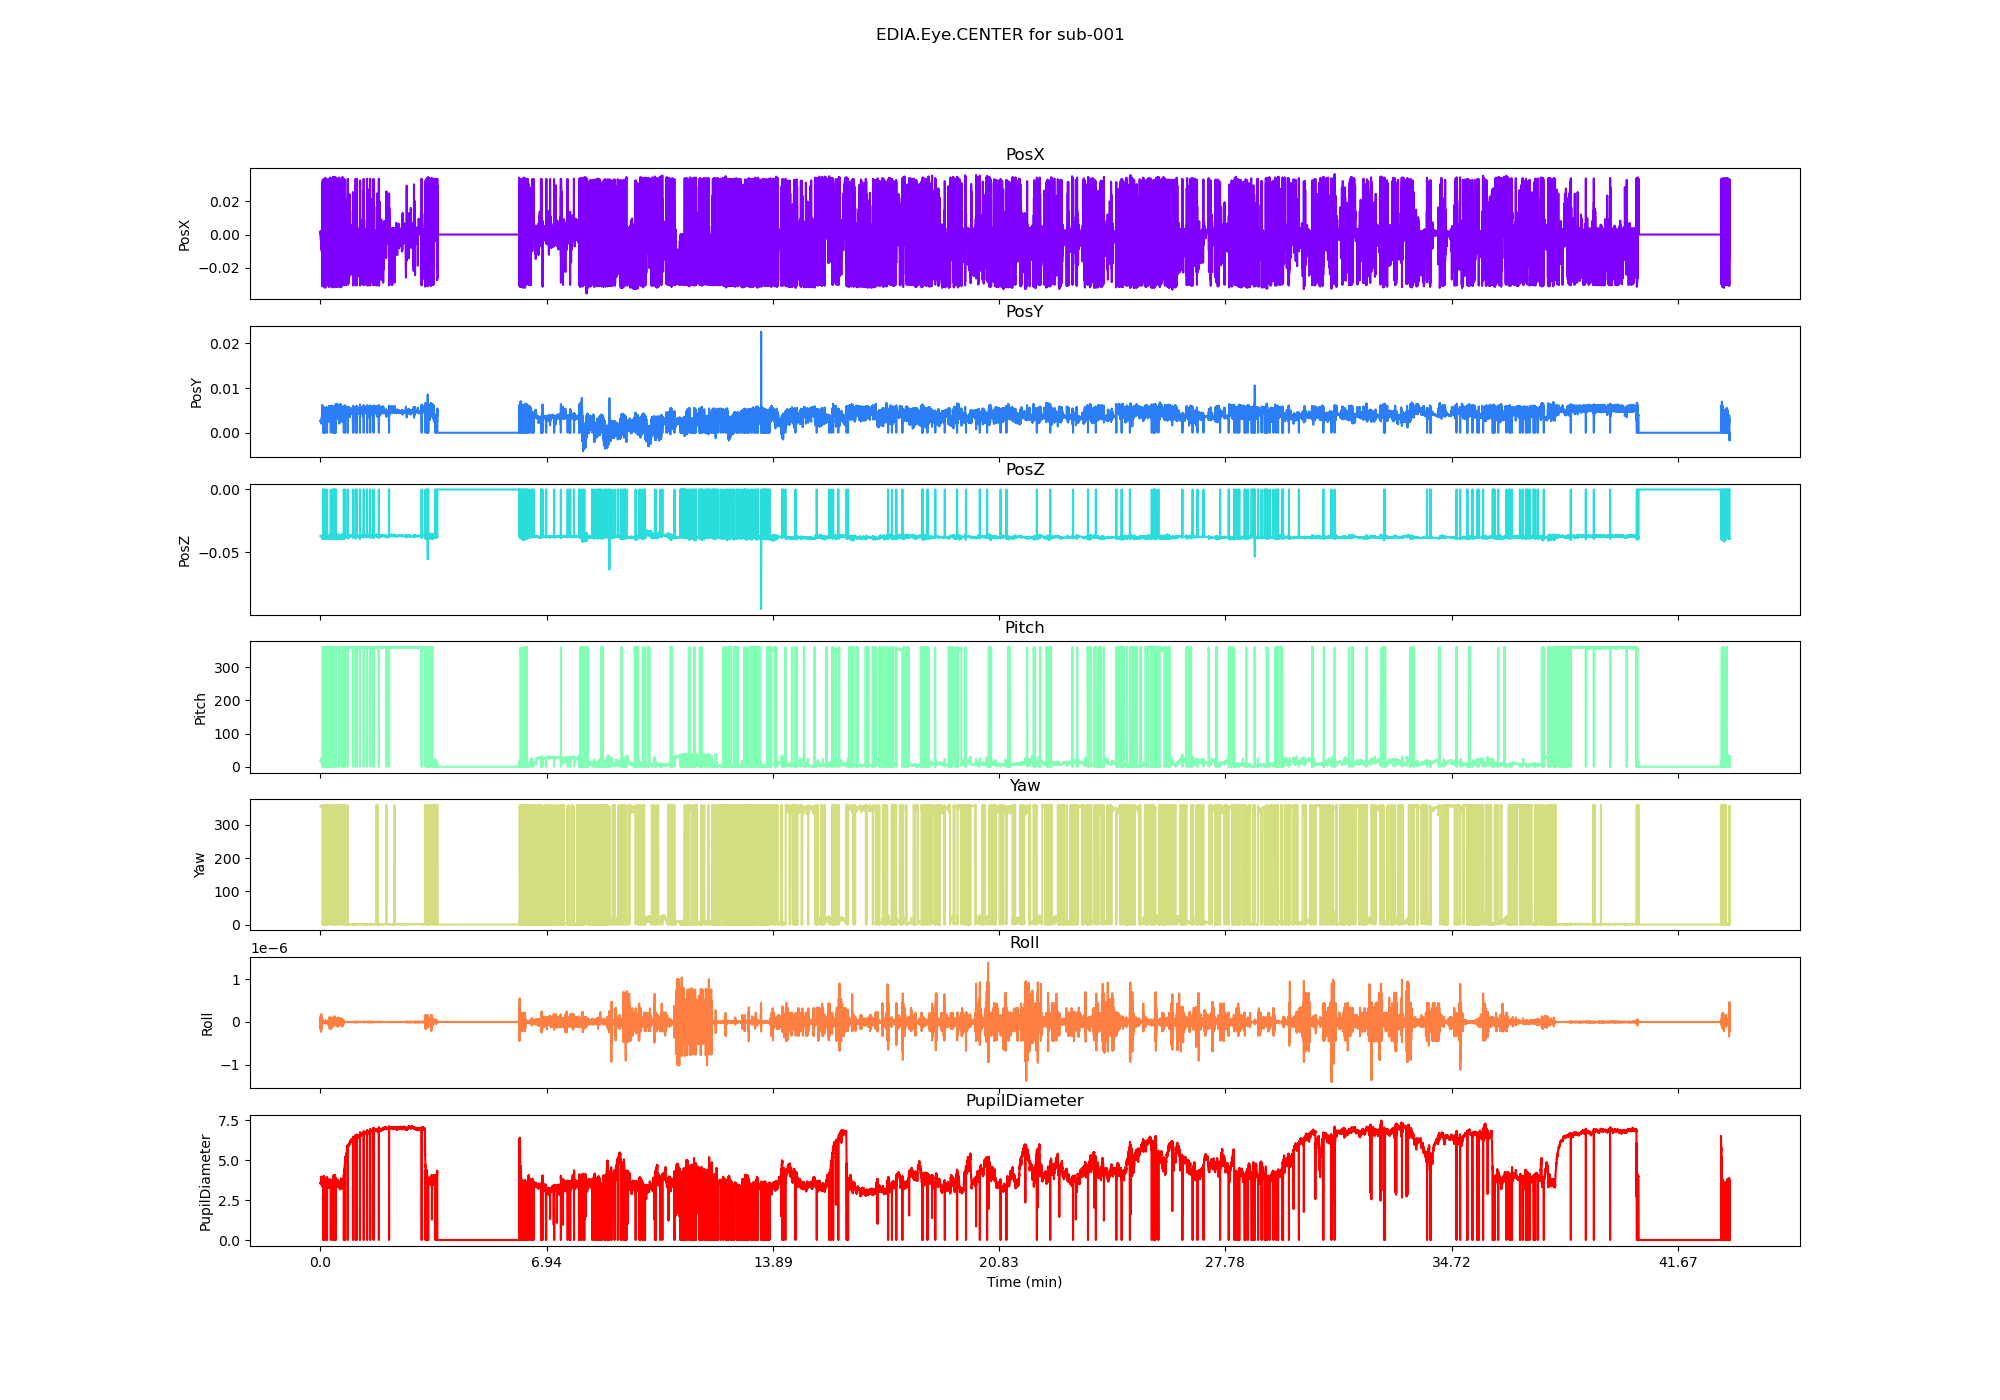 EDIA.Eye.CENTER for sub-001
PosX
0.02
0.00
−0.02
PosX
PosY
0.02
0.01
0.00
PosY
PosZ
0.00
−0.05
PosZ
Pitch
300
200
100
0
Pitch
Yaw
300
200
100
0
Yaw
1e−6
Roll
1
0
−1
Roll
PupilDiameter
7.5
5.0
2.5
0.0
PupilDiameter
0.0 6.94 13.89 20.83 27.78 34.72 41.67
Time (min)